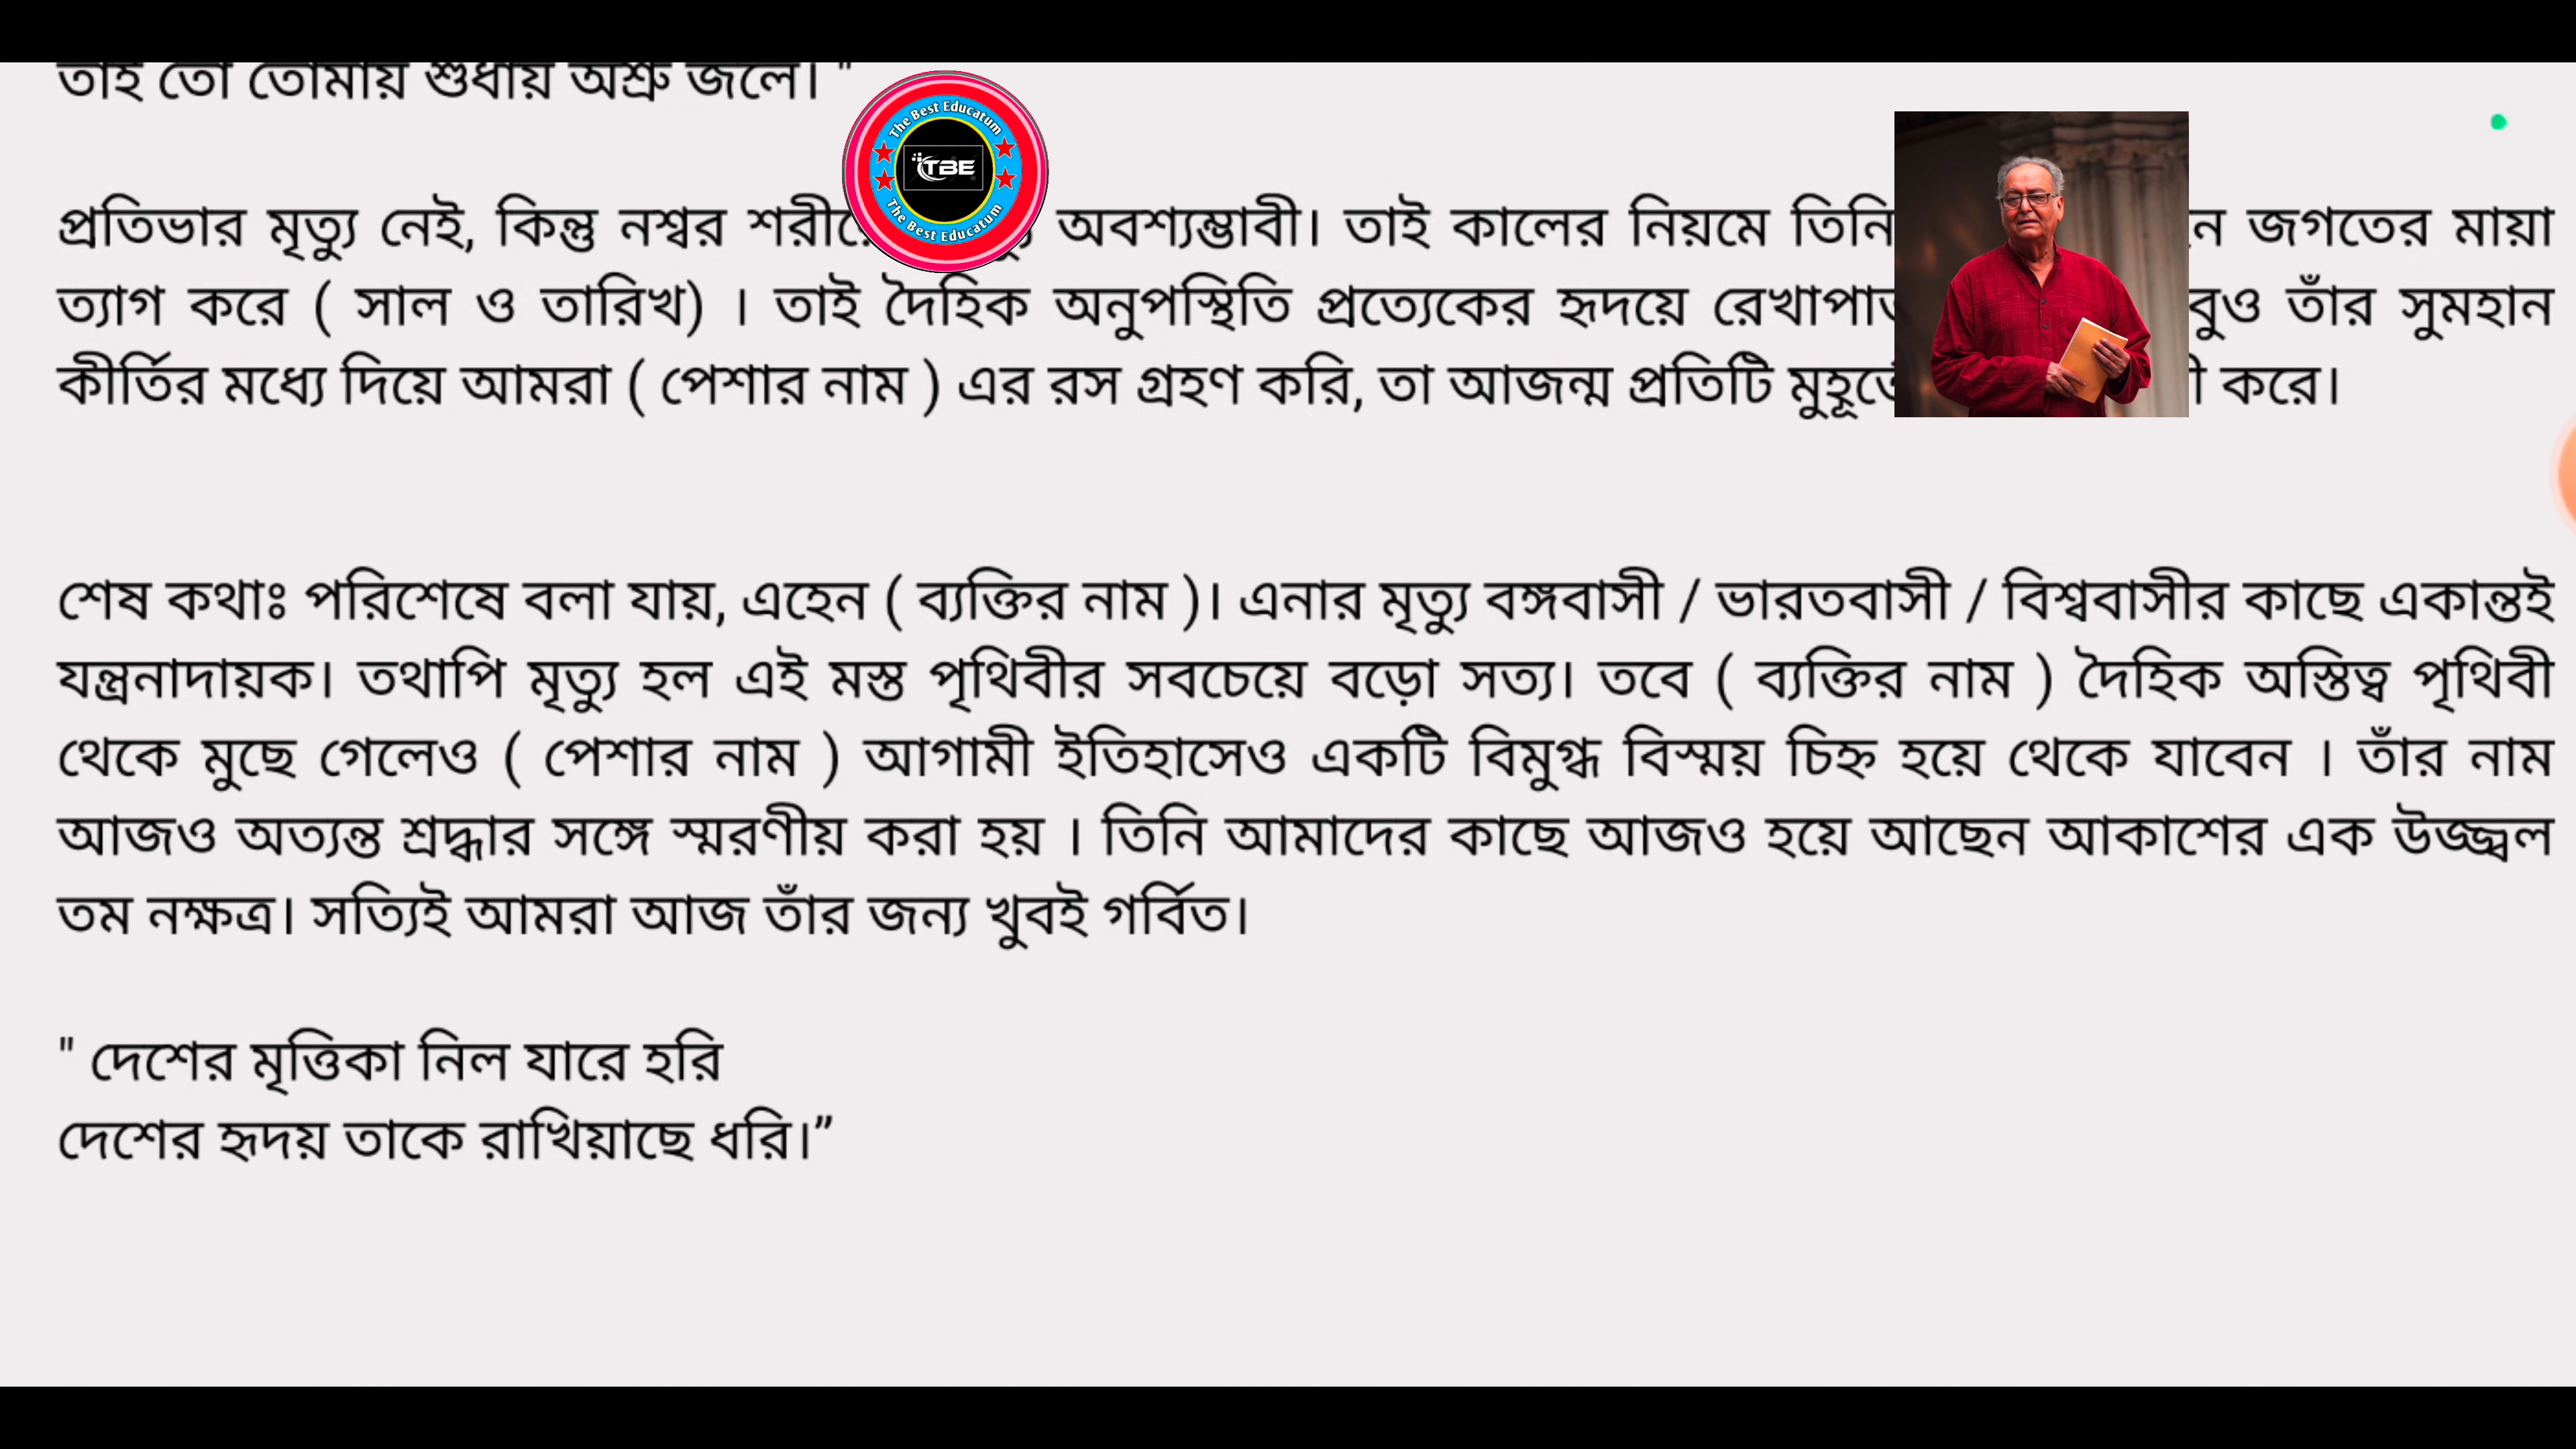 তাই তো তোমায় শুধায় অশ্রু জলে। "
The Best Educatum
TBE
The Best Educatum
প্রতিভার মৃত্যু নেই, কিন্তু নশ্বর অবশ্যম্ভাবী। তাই কালের নিয়মে তিনি জগতের মায়া
ত্যাগ করে ( সাল ও তারিখ) । তাই দৈহিক অনুপস্থিতি প্রত্যেকের হৃদয়ে তাঁর সুমহান
কীর্তির মধ্যে দিয়ে আমরা ( পেশার নাম ) এর রস গ্রহণ করি, তা আজন্ম প্রতিটি করে।
শেষ কথাঃ পরিশেষে বলা যায়, এহেন ( ব্যক্তির নাম )। এনার মৃত্যু বঙ্গবাসী / ভারতবাসী / বিশ্ববাসীর কাছে একান্তই
যন্ত্রনাদায়ক। তথাপি মৃত্যু হল এই মস্ত পৃথিবীর সবচেয়ে বড়ো সত্য। তবে ( ব্যক্তির নাম ) দৈহিক অস্তিত্ব পৃথিবী
থেকে মুছে গেলেও ( পেশার নাম ) আগামী ইতিহাসেও একটি বিমুগ্ধ বিস্ময় চিহ্ন হয়ে থেকে যাবেন । তাঁর নাম
আজও অত্যন্ত শ্রদ্ধার সঙ্গে স্মরণীয় করা হয় । তিনি আমাদের কাছে আজও হয়ে আছেন আকাশের এক উজ্জ্বল
তম নক্ষত্র। সত্যিই আমরা আজ তাঁর জন্য খুবই গর্বিত।
" দেশের মৃত্তিকা নিল যারে হরি
দেশের হৃদয় তাকে রাখিয়াছে ধরি।”